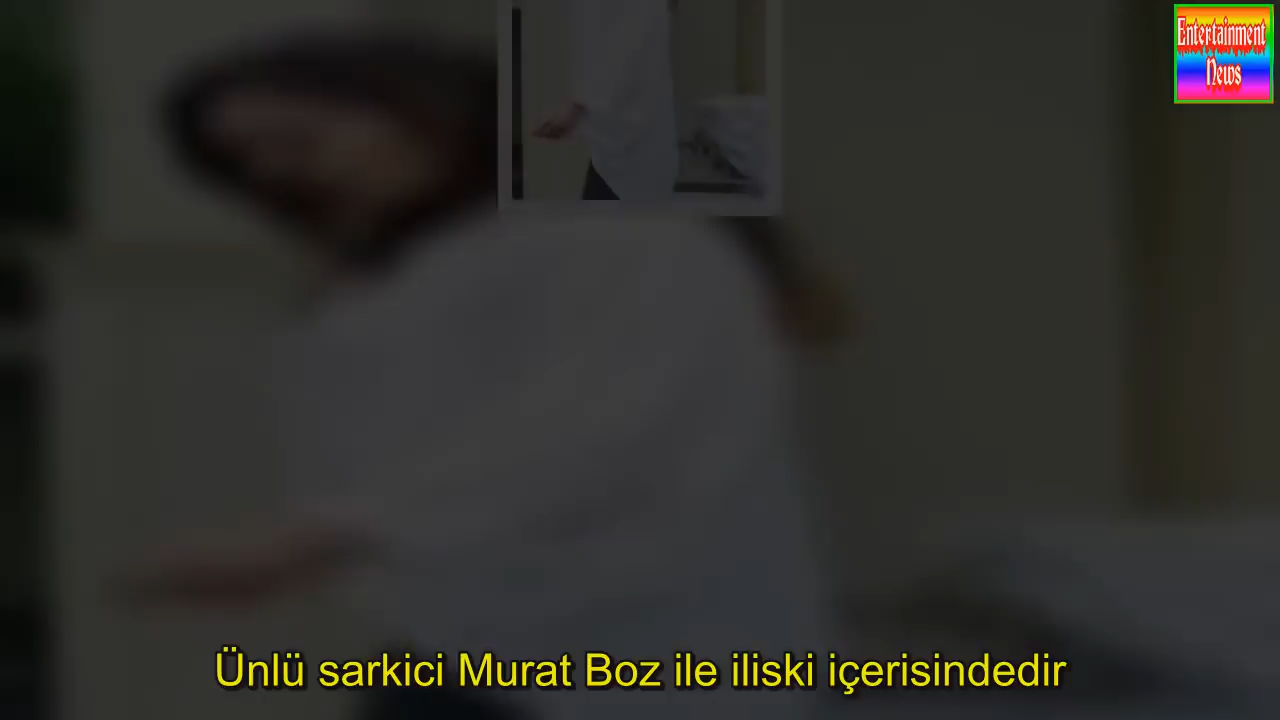 Entertainment
News
Ünlü sarkici Murat Boz ile iliski içerisindedir